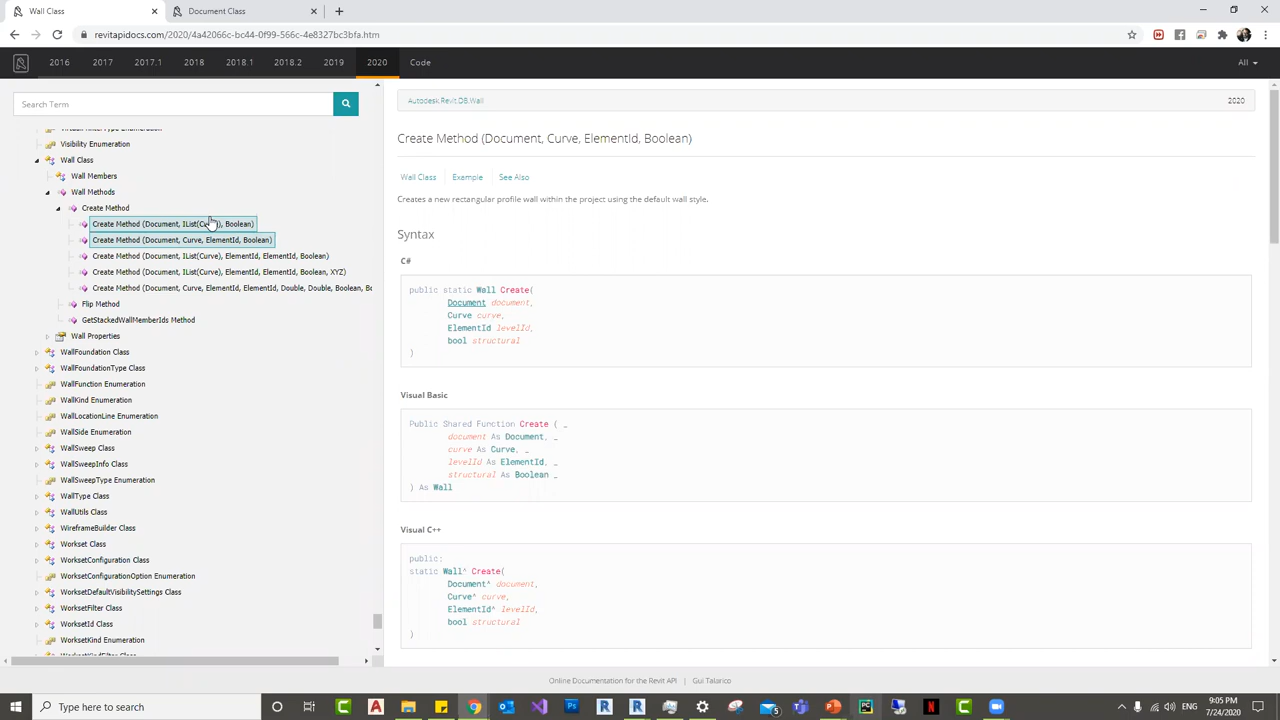 Wall Class
Document Class
revitapidocs.com/2020/4a42066c-bc44-0f99-566c-4e8327bc3bfa.htm
2016 2017 2017.1 2018 2018.1 2018.2 2019 2020 Code All
Search Term
Autodesk.Revit.DB.Wall 2020
Visibility Enumeration
Wall Class
Wall Members
Wall Methods
Create Method
Create Method (Document, Curve, ElementId, Boolean)
Create Method (Document, IList(Curve), ElementId, ElementId, Boolean)
Create Method (Document, IList(Curve), ElementId, ElementId, Boolean, XYZ)
Create Method (Document, Curve, ElementId, ElementId, Double, Double, Boolean, Bo
Flip Method
GetStackedWallMemberIds Method
Wall Properties
WallFoundation Class
WallFoundationType Class
WallFunction Enumeration
WallKind Enumeration
WallLocationLine Enumeration
WallSide Enumeration
WallSweep Class
WallSweepInfo Class
WallSweepType Enumeration
WallType Class
WallUtils Class
WireframeBuilder Class
Workset Class
WorksetConfiguration Class
WorksetConfigurationOption Enumeration
WorksetDefaultVisibilitySettings Class
WorksetFilter Class
WorksetId Class
WorksetKind Enumeration
Create Method (Document, Curve, ElementId, Boolean)
Wall Class Example See Also
Creates a new rectangular profile wall within the project using the default wall style.
Syntax
C#
public static Wall Create(
Document document,
Curve curve,
ElementId levelId,
bool structural
)
Visual Basic
Public Shared Function Create ( _
document As Document, _
curve As Curve, _
levelId As ElementId, _
structural As Boolean _
) As Wall
Visual C++
public:
static Wall^ Create(
Document^ document,
Curve^ curve,
ElementId^ levelId,
bool structural
)
Online Documentation for the Revit API | Gui Talarico
Type here to search
9:05 PM
7/24/2020